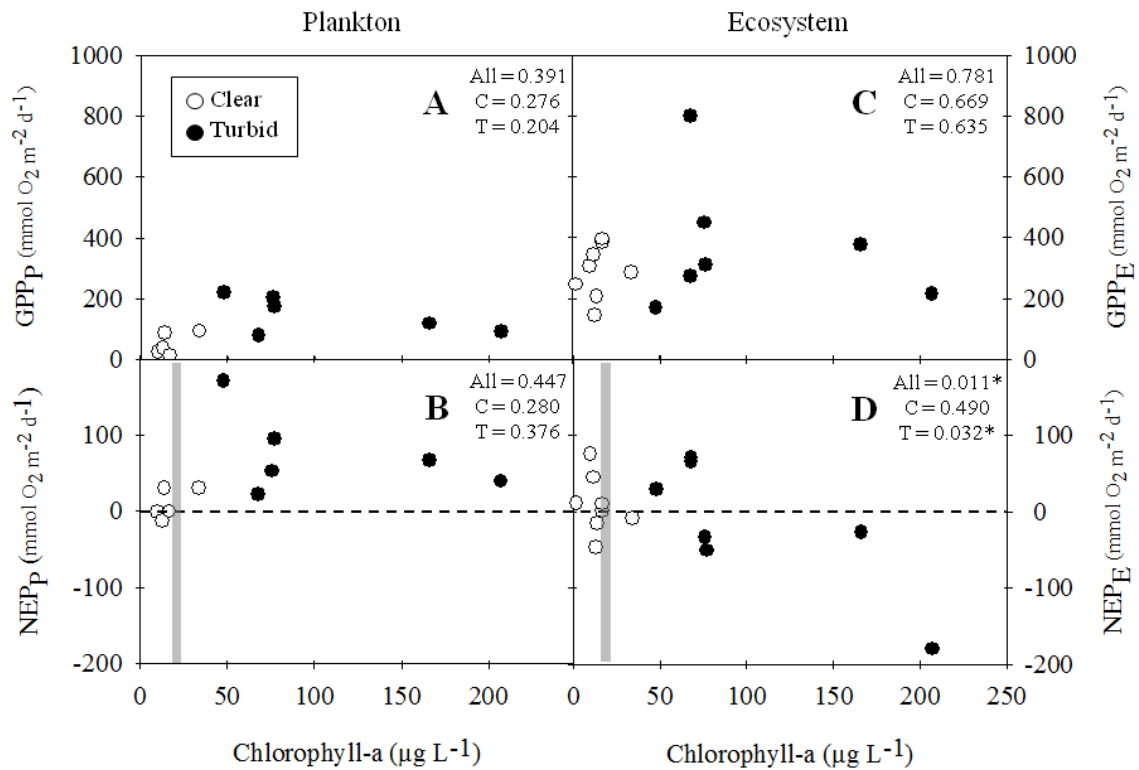 Plankton
Ecosystem
1000
800
600
400
200
0
GPPP (mmol O2 m-2 d-1)
Clear
Turbid
A
All = 0.391
C = 0.276
T = 0.204
C
All = 0.781
C = 0.669
T = 0.635
1000
800
600
400
200
0
GPPE (mmol O2 m-2 d-1)
100
0
-100
-200
NEPP (mmol O2 m-2 d-1)
B
All = 0.447
C = 0.280
T = 0.376
D
All = 0.011*
C = 0.490
T = 0.032*
100
0
-100
-200
NEPE (mmol O2 m-2 d-1)
0 50 100 150 200
0 50 100 150 200 250
Chlorophyll-a (µg L-1)
Chlorophyll-a (µg L-1)